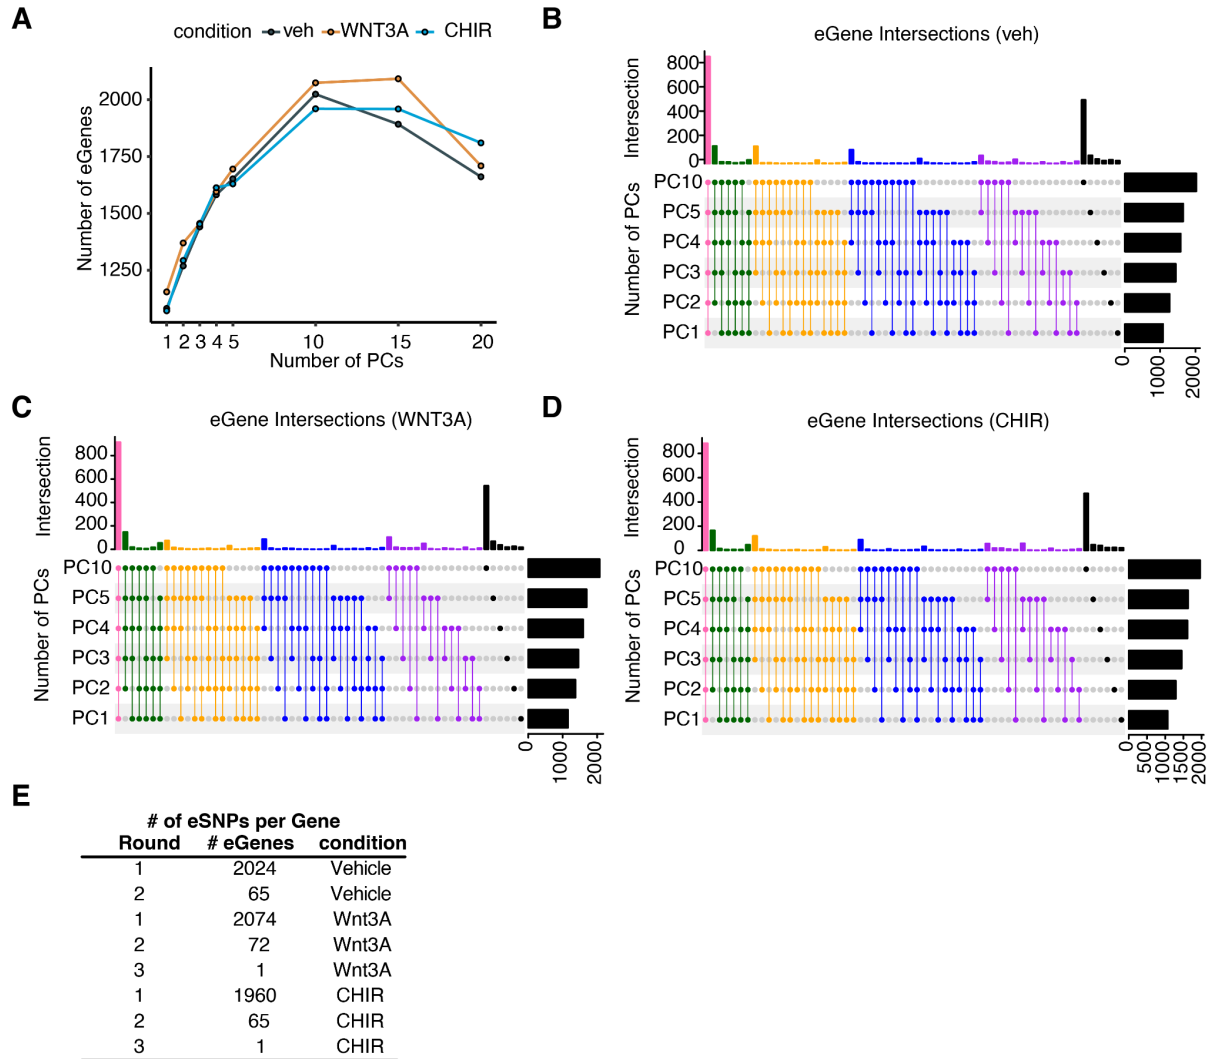 A
condition veh WNT3A CHIR
Number of eGenes
2000
1750
1500
1250
1 2 3 4 5 10 15 20
Number of PCs
B
eGene Intersections (veh)
Intersection
800
600
400
200
0
Number of PCs
PC10
PC5
PC4
PC3
PC2
PC1
0 1000 2000
C
eGene Intersections (WNT3A)
Intersection
800
600
400
200
0
Number of PCs
PC10
PC5
PC4
PC3
PC2
PC1
0 1000 2000
D
eGene Intersections (CHIR)
Intersection
800
600
400
200
0
Number of PCs
PC10
PC5
PC4
PC3
PC2
PC1
0 500 1000 1500 2000
E
# of eSNPs per Gene
Round # eGenes condition
1 2024 Vehicle
2 65 Vehicle
1 2074 Wnt3A
2 72 Wnt3A
3 1 Wnt3A
1 1960 CHIR
2 65 CHIR
3 1 CHIR